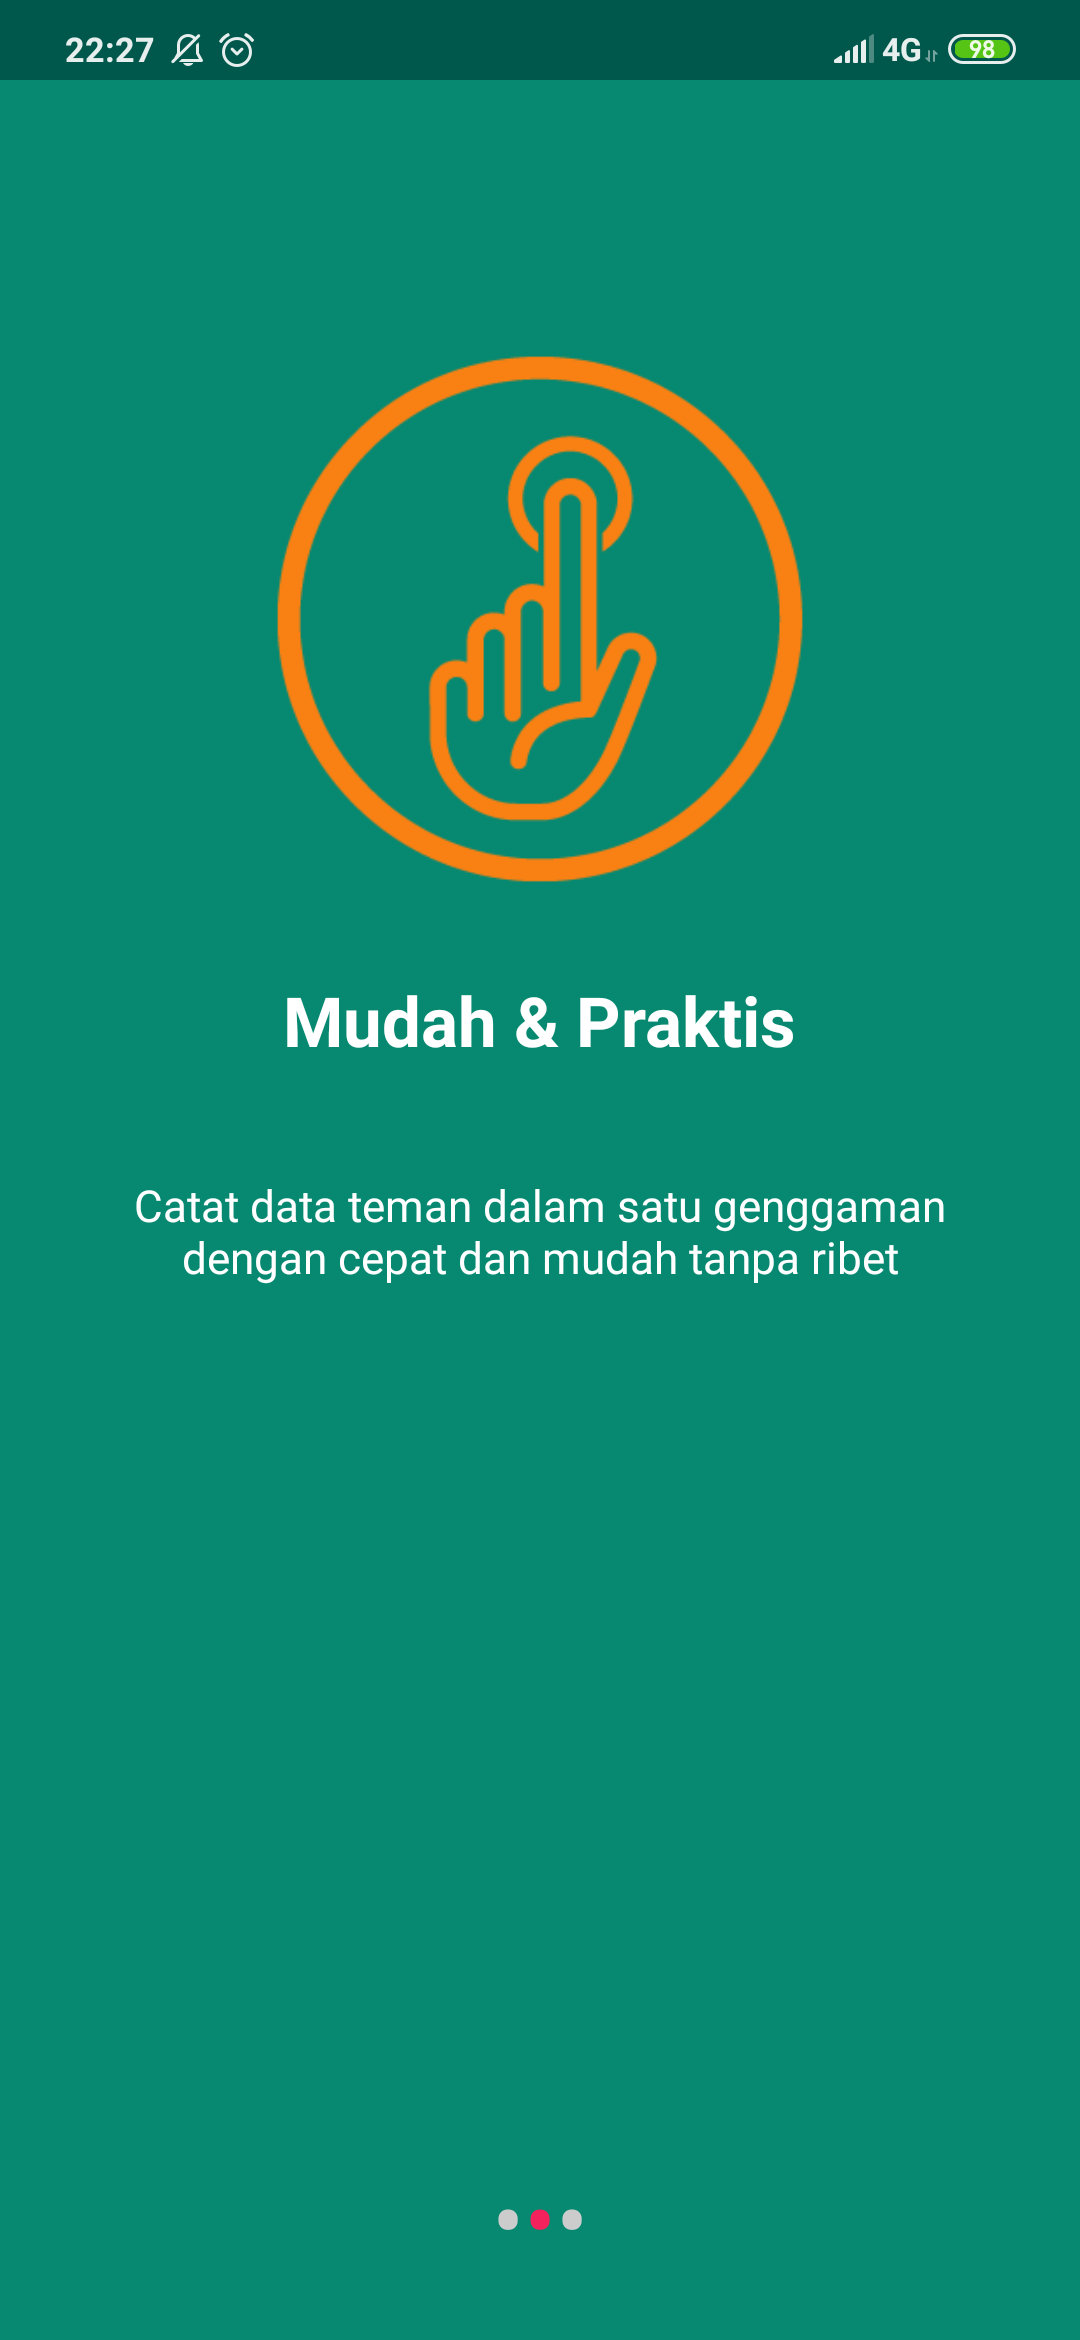 22:27 4G 98
Mudah & Praktis
Catat data teman dalam satu genggaman
dengan cepat dan mudah tanpa ribet